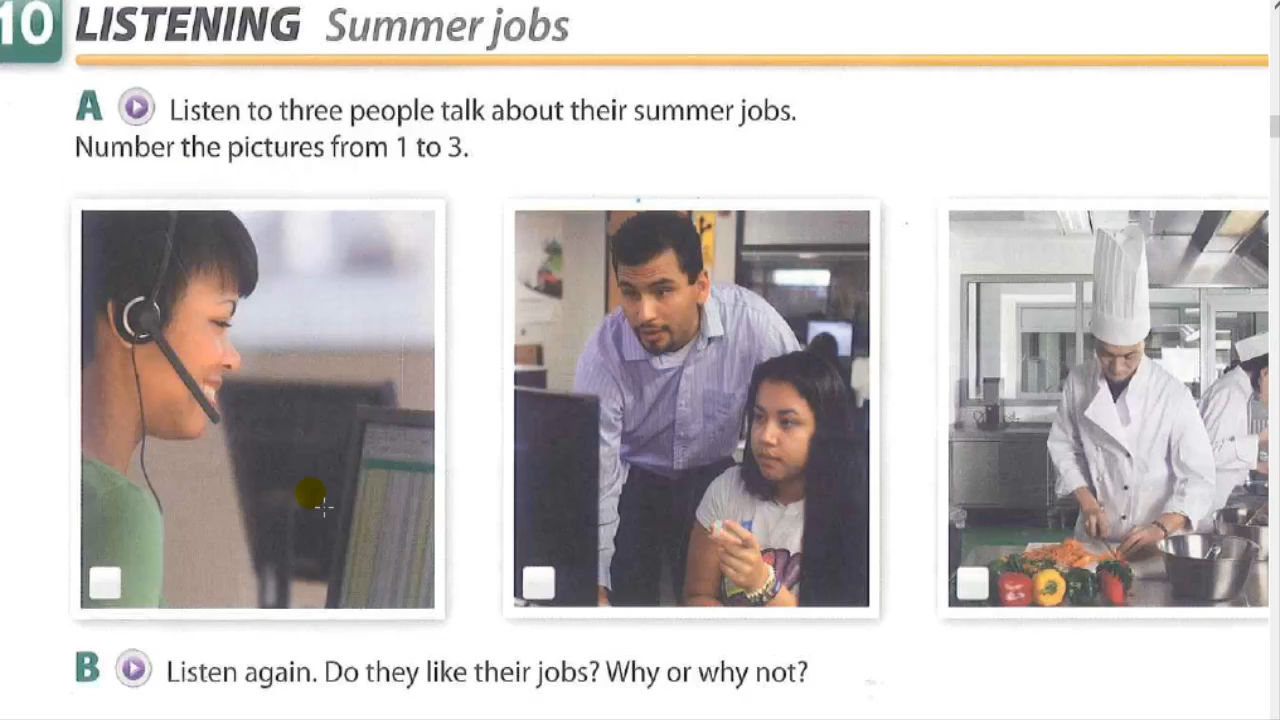 10 LISTENING Summer jobs
A Listen to three people talk about their summer jobs.
Number the pictures from 1 to 3.
B Listen again. Do they like their jobs? Why or why not?